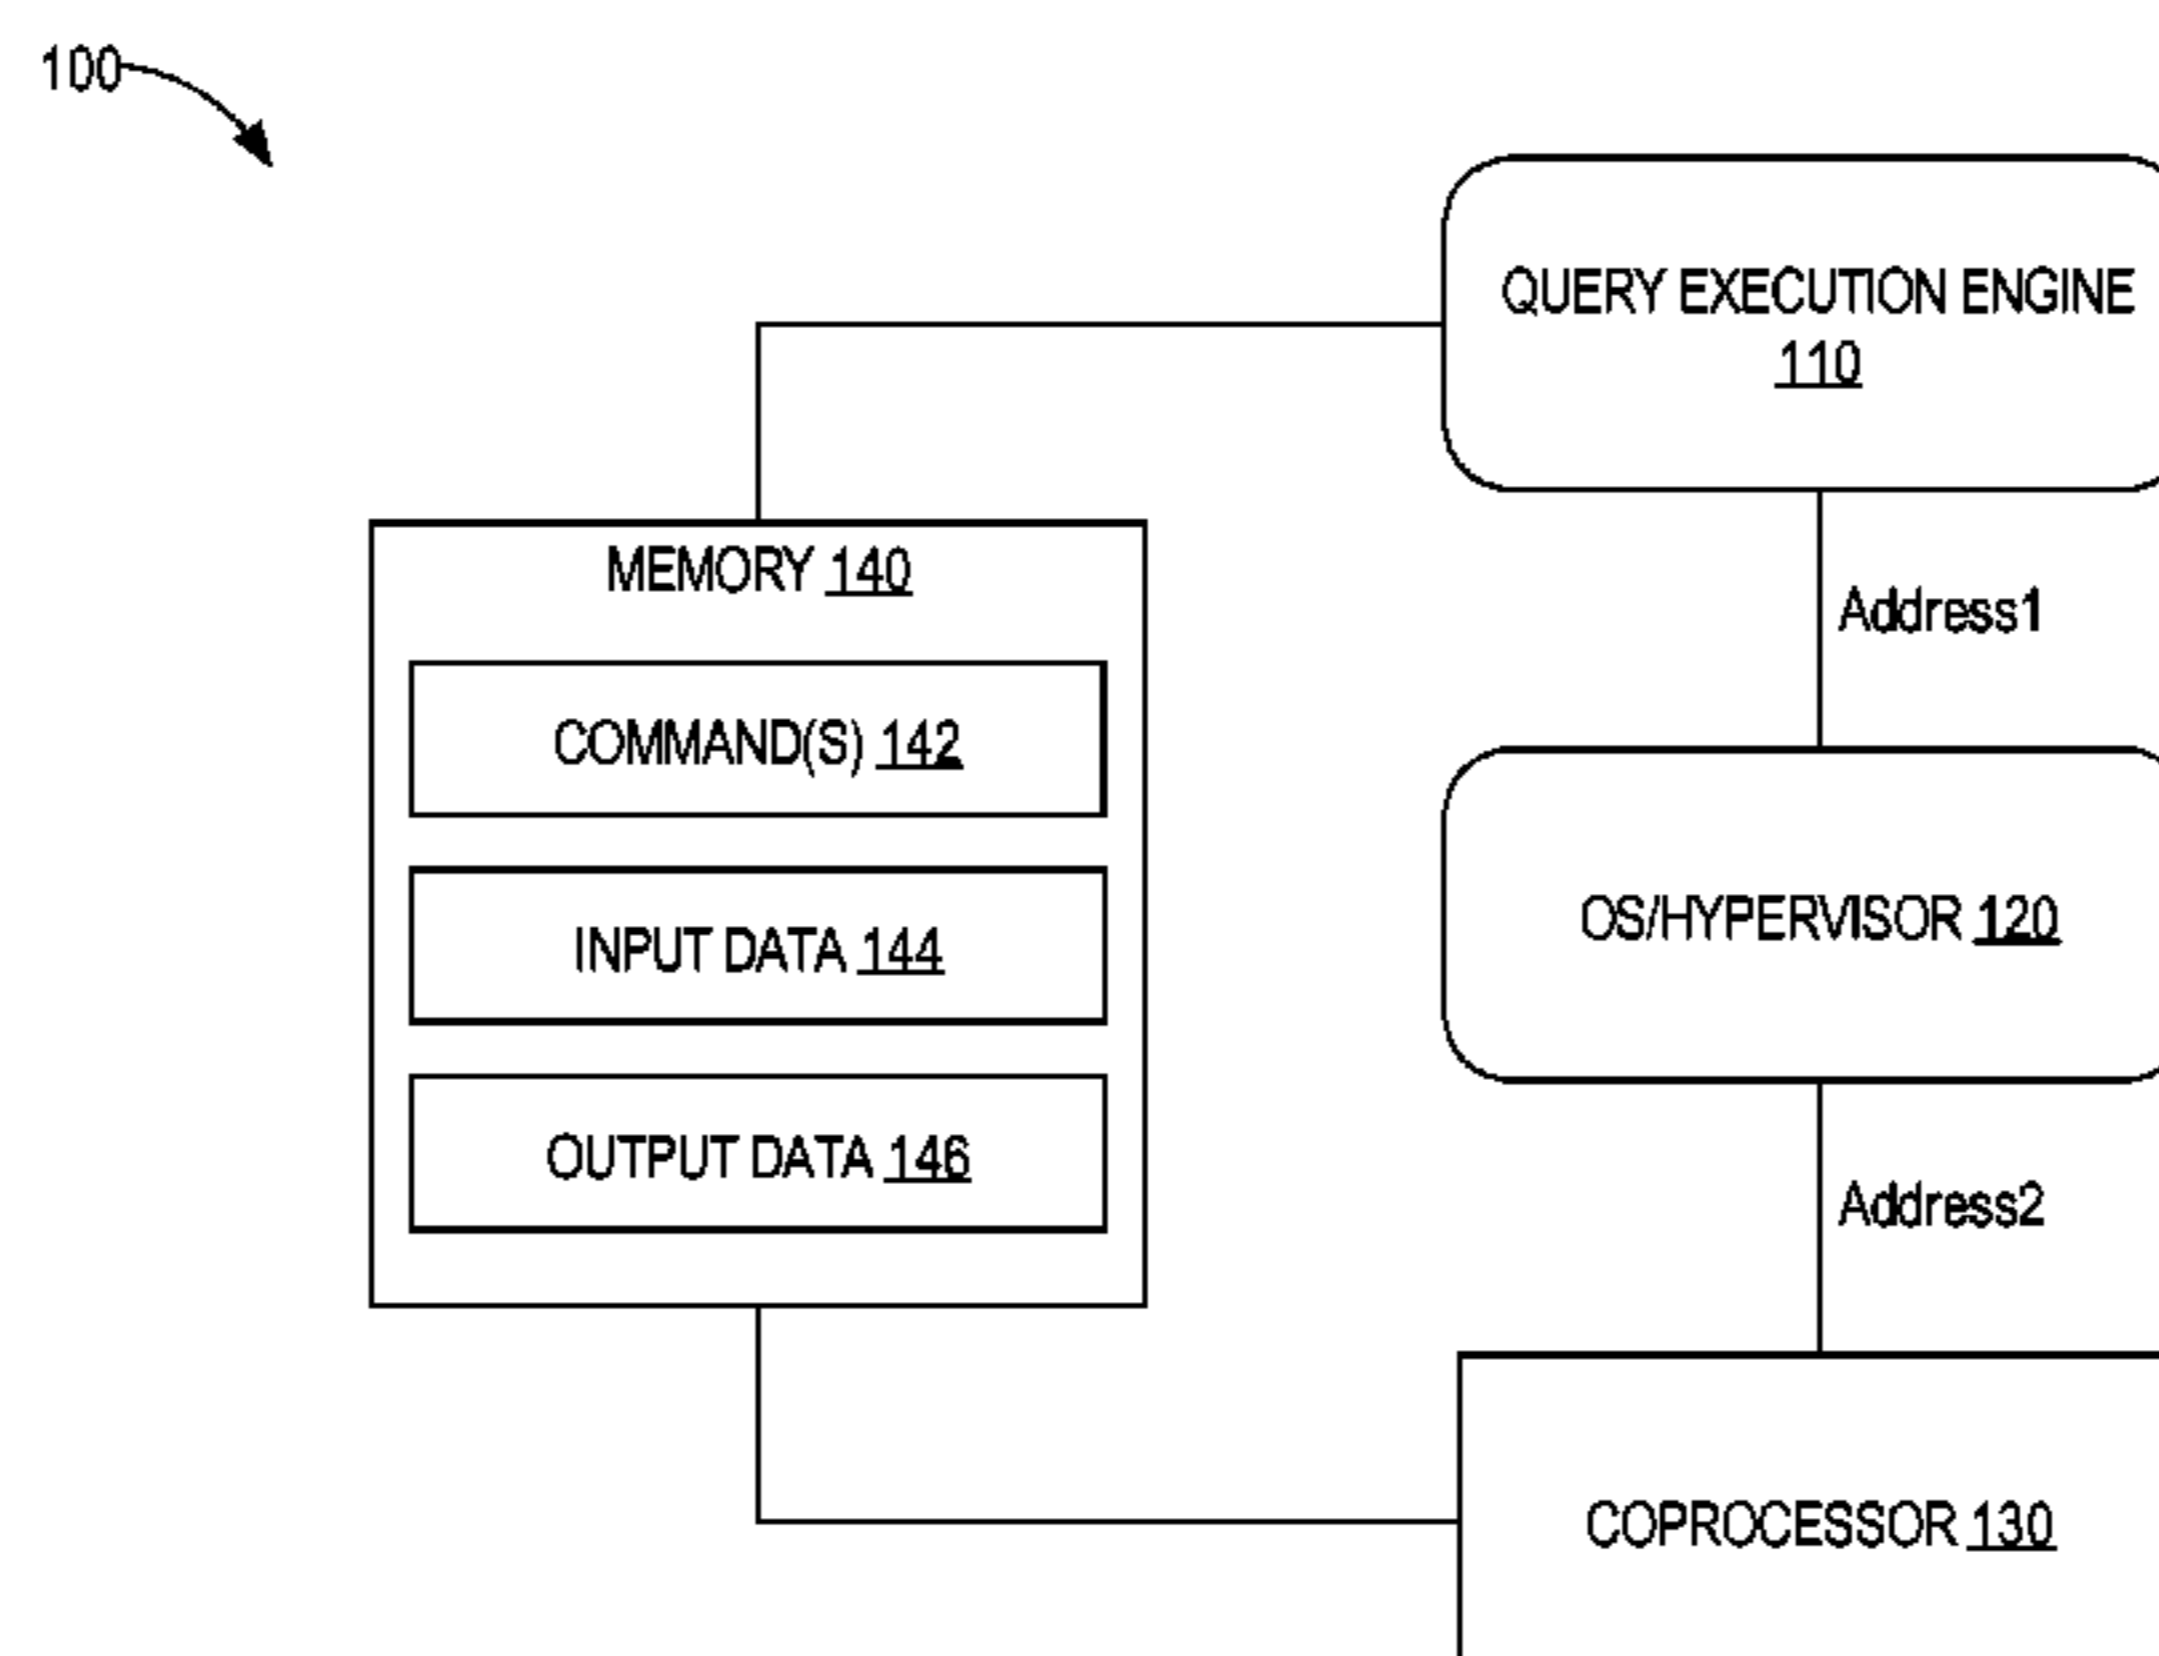 100
QUERY EXECUTION ENGINE
110
MEMORY 140
Address1
COMMAND(S) 142
OS/HYPERVISOR 120
INPUT DATA 144
OUTPUT DATA 146
Address2
COPROCESSOR 130